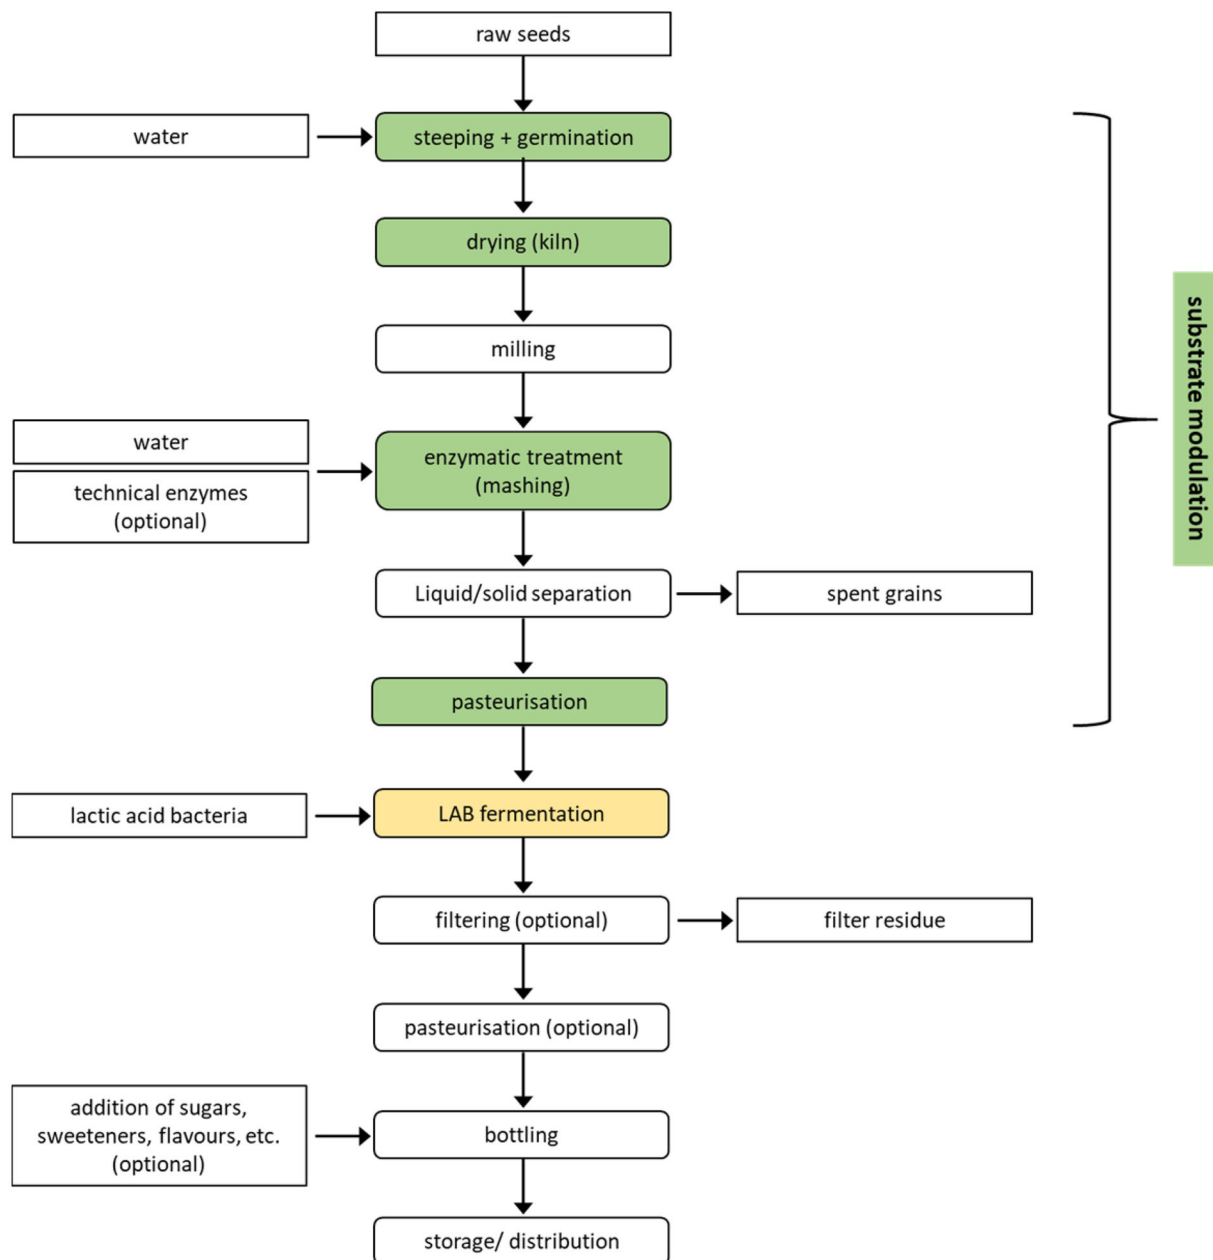 raw seeds
water
steeping + germination
drying (kiln)
milling
water
technical enzymes
(optional)
enzymatic treatment
(mashing)
Liquid/solid separation
spent grains
pasteurisation
substrate modulation
lactic acid bacteria
LAB fermentation
filtering (optional)
filter residue
pasteurisation (optional)
addition of sugars,
sweeteners, flavours, etc.
(optional)
bottling
storage/ distribution